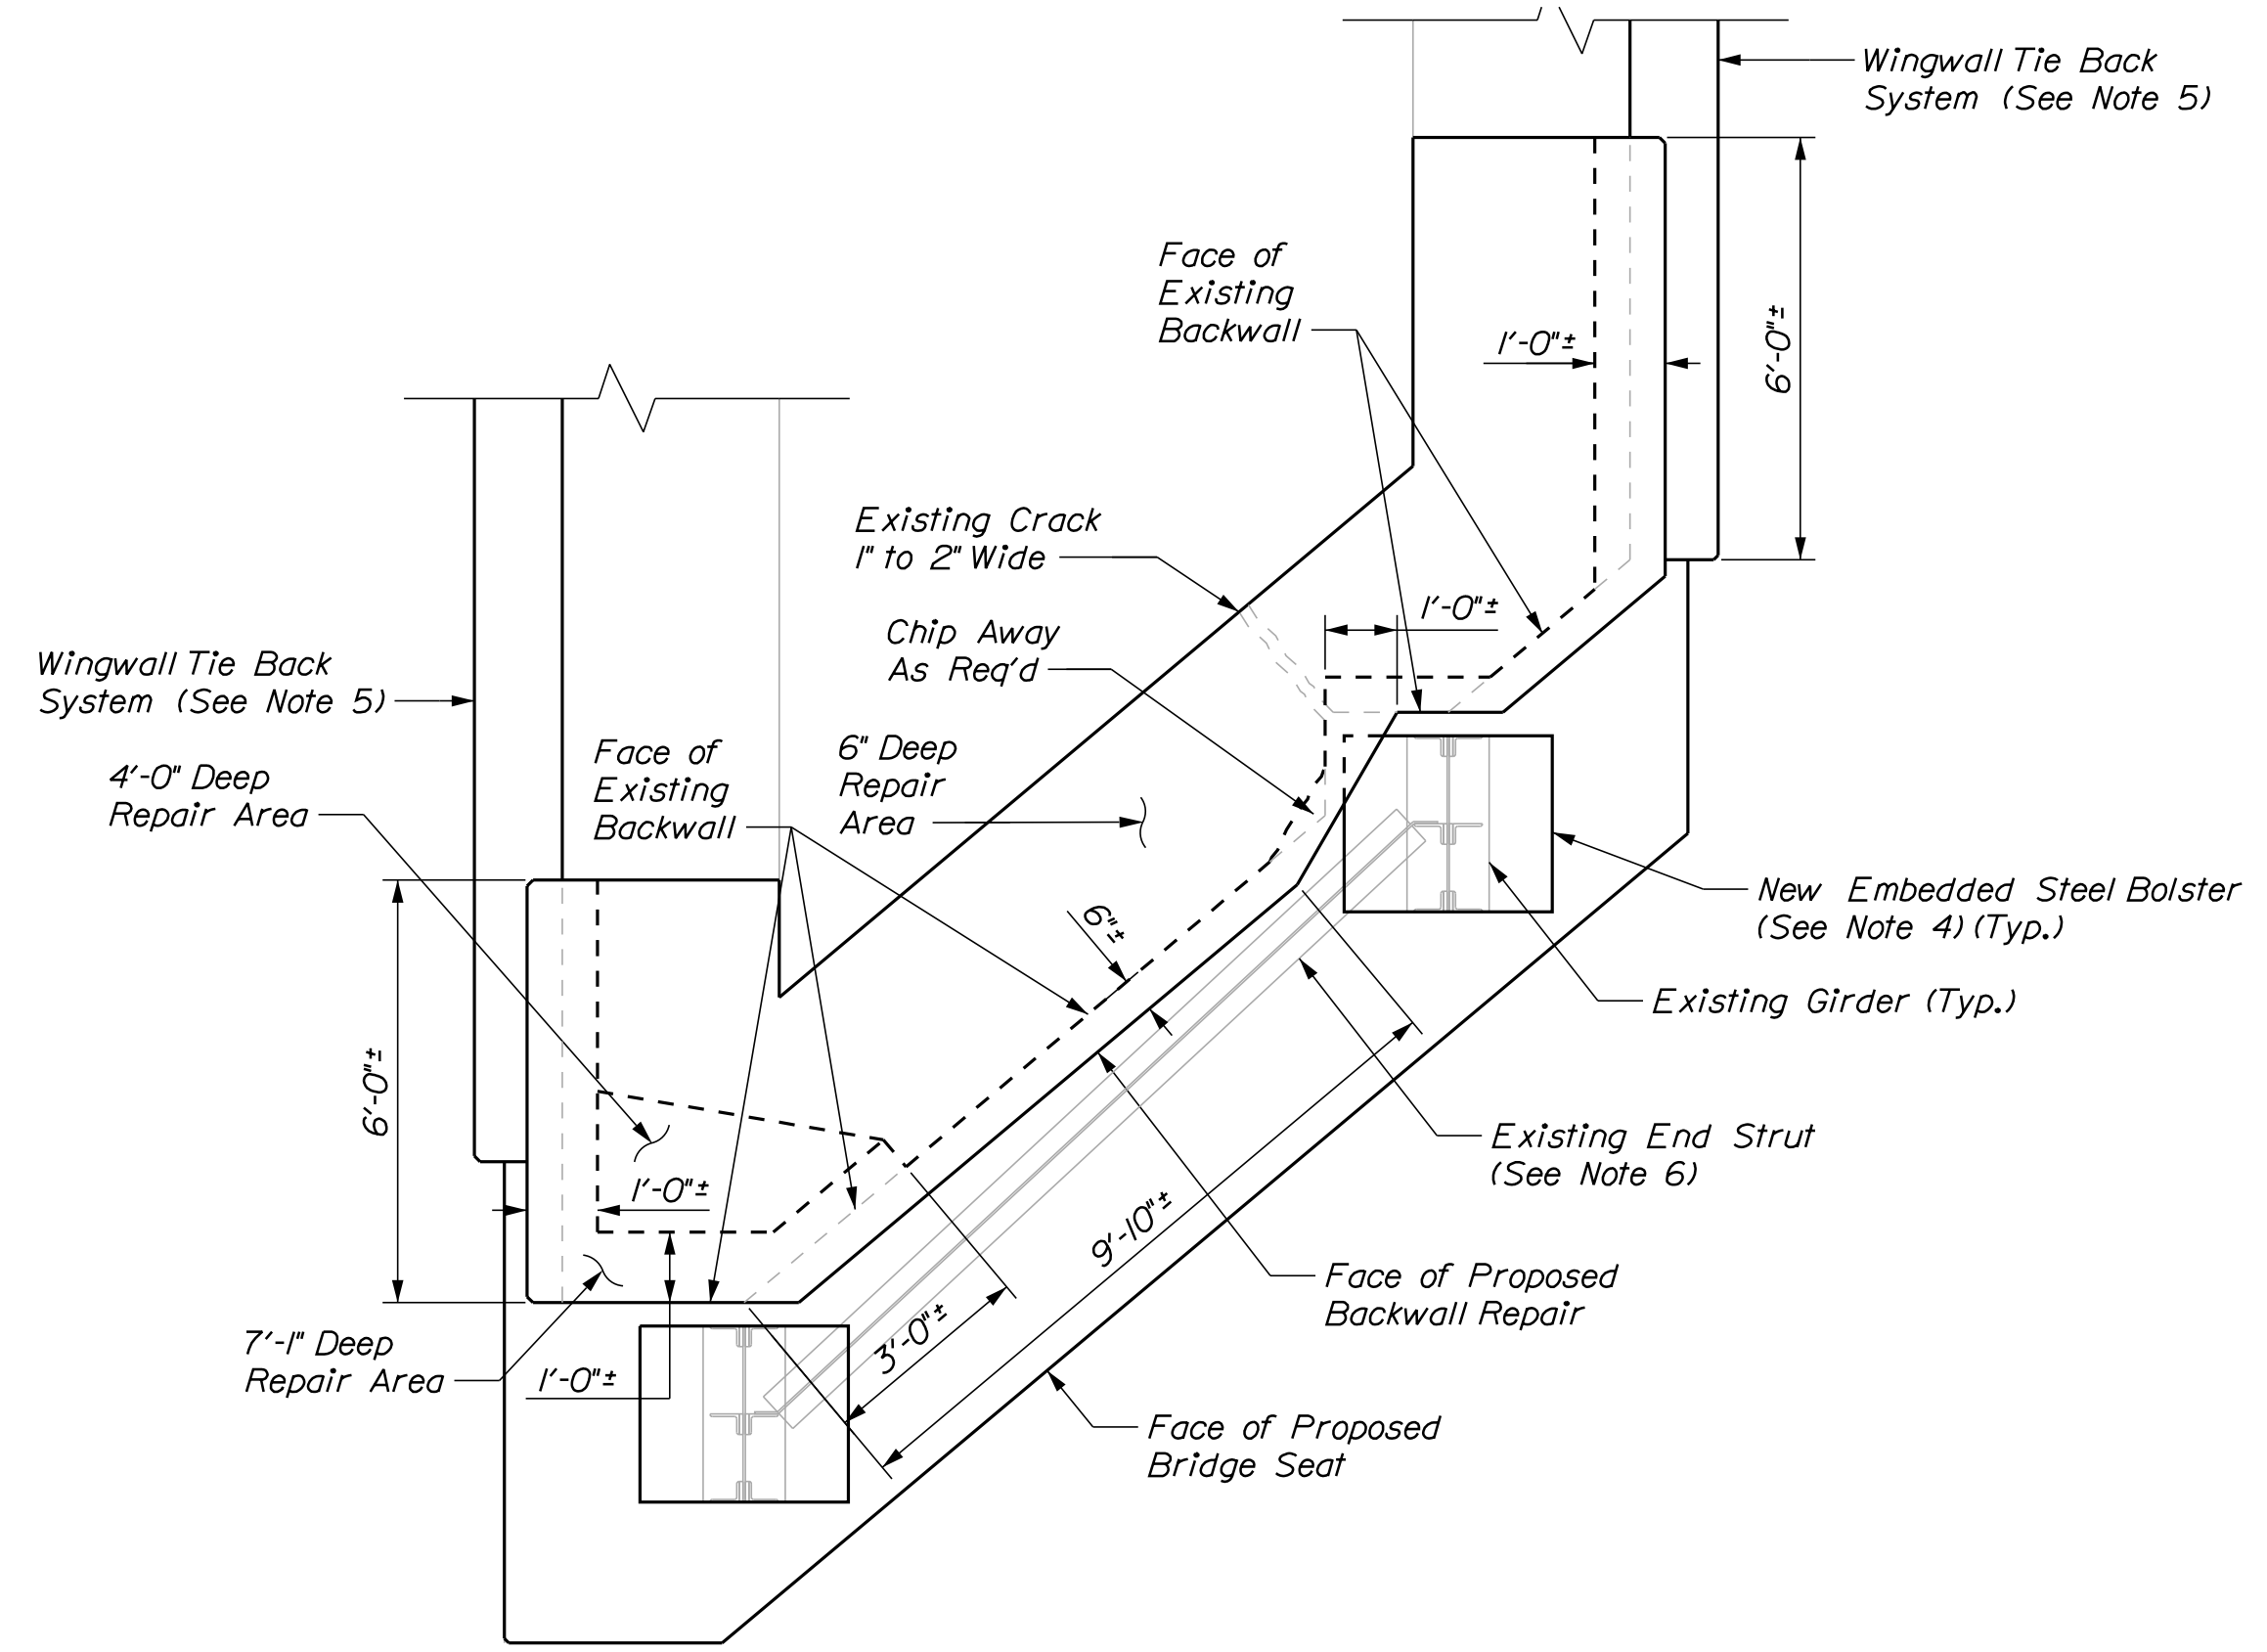 Wingwall Tie Back
System (See Note 5)
Face of
Existing
Backwall
1'-0"±
6'-0"±
Existing Crack
1" to 2" Wide
1'-0"±
Chip Away
As Req'd
Wingwall Tie Back
System (See Note 5)
Face of
Existing
Backwall
6" Deep
Repair
Area
4'-0" Deep
Repair Area
New Embedded Steel Bolster
(See Note 4) (Typ.)
6"±
Existing Girder (Typ.)
6'-0"±
Existing End Strut
(See Note 6)
1'-0"±
9'-10"±
Face of Proposed
Backwall Repair
3'-0"±
7'-1" Deep
Repair Area
1'-0"±
Face of Proposed
Bridge Seat